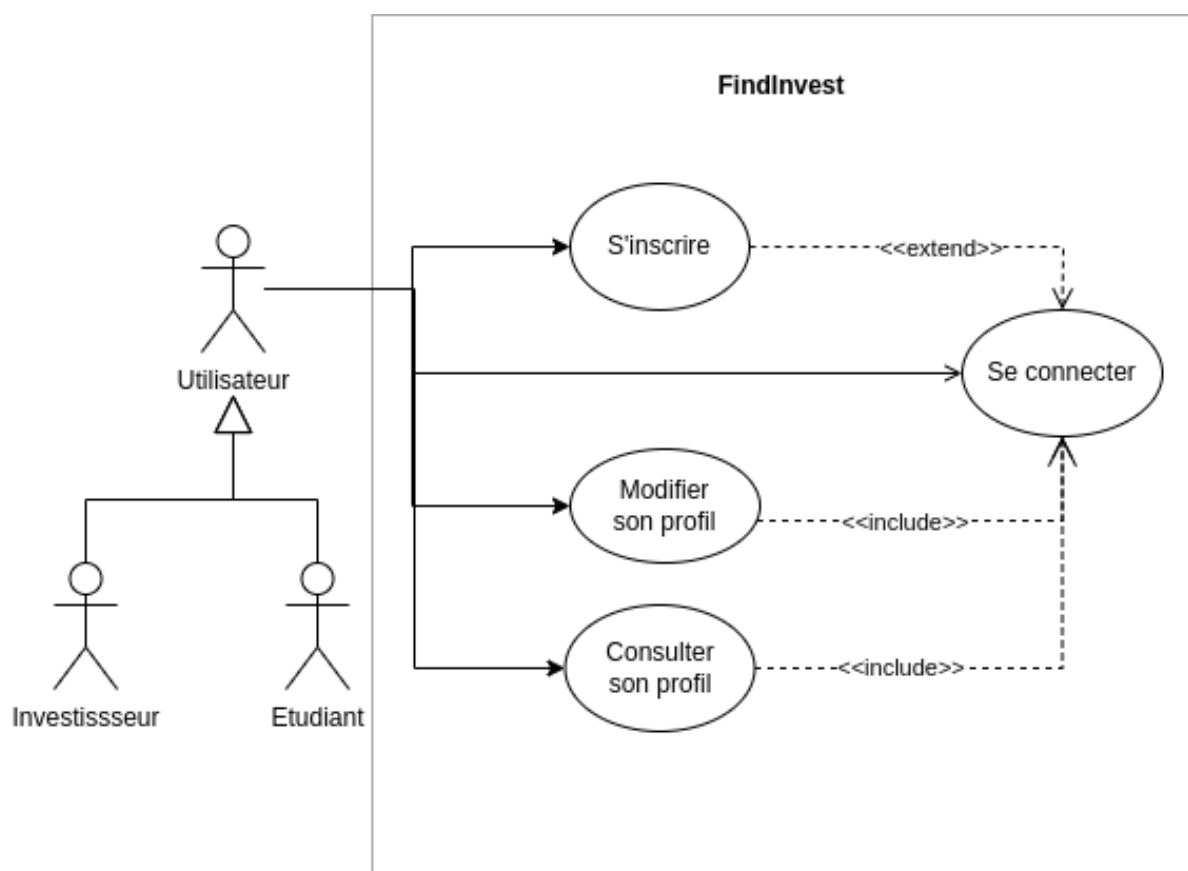 FindInvest
S'inscrire
<<extend>>
Se connecter
Utilisateur
Modifier
son profil
<<include>>
Consulter
son profil
<<include>>
Investissseur
Etudiant